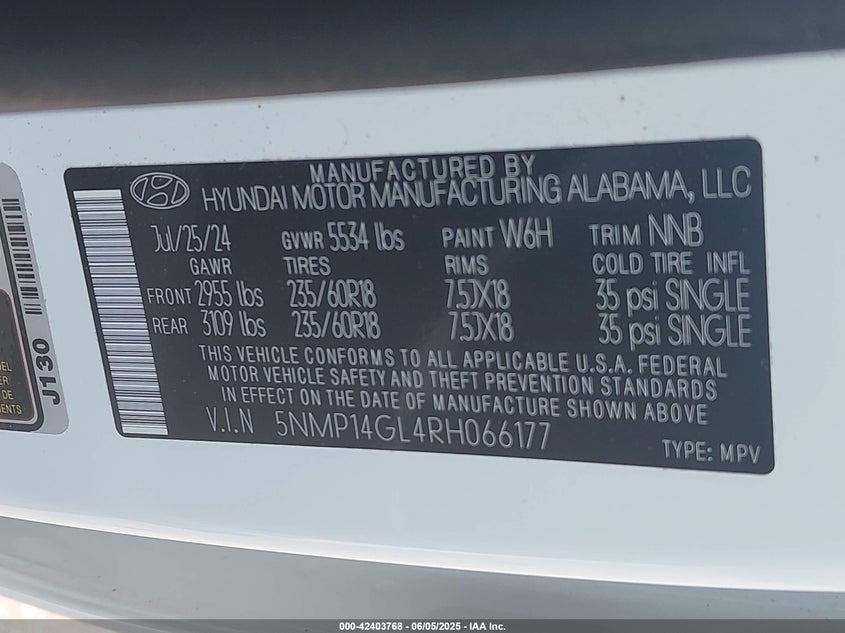 MANUFACTURED BY
HYUNDAI MOTOR MANUFACTURING ALABAMA, LLC
Jul/25/24 GVWR 5534 lbs PAINT W6H TRIM NNB
GAWR TIRES RIMS COLD TIRE INFL
FRONT 2955 lbs 235/60R18 7.5JX18 35 psi SINGLE
REAR 3109 lbs 235/60R18 7.5JX18 35 psi SINGLE
THIS VEHICLE CONFORMS TO ALL APPLICABLE U.S.A. FEDERAL
MOTOR VEHICLE SAFETY AND THEFT PREVENTION STANDARDS
IN EFFECT ON THE DATE OF MANUFACTURE SHOWN ABOVE
V.I.N 5NMP14GL4RH066177
TYPE: MPV
J130
DE
000-42403768 - 06/05/2025 - IAA Inc.